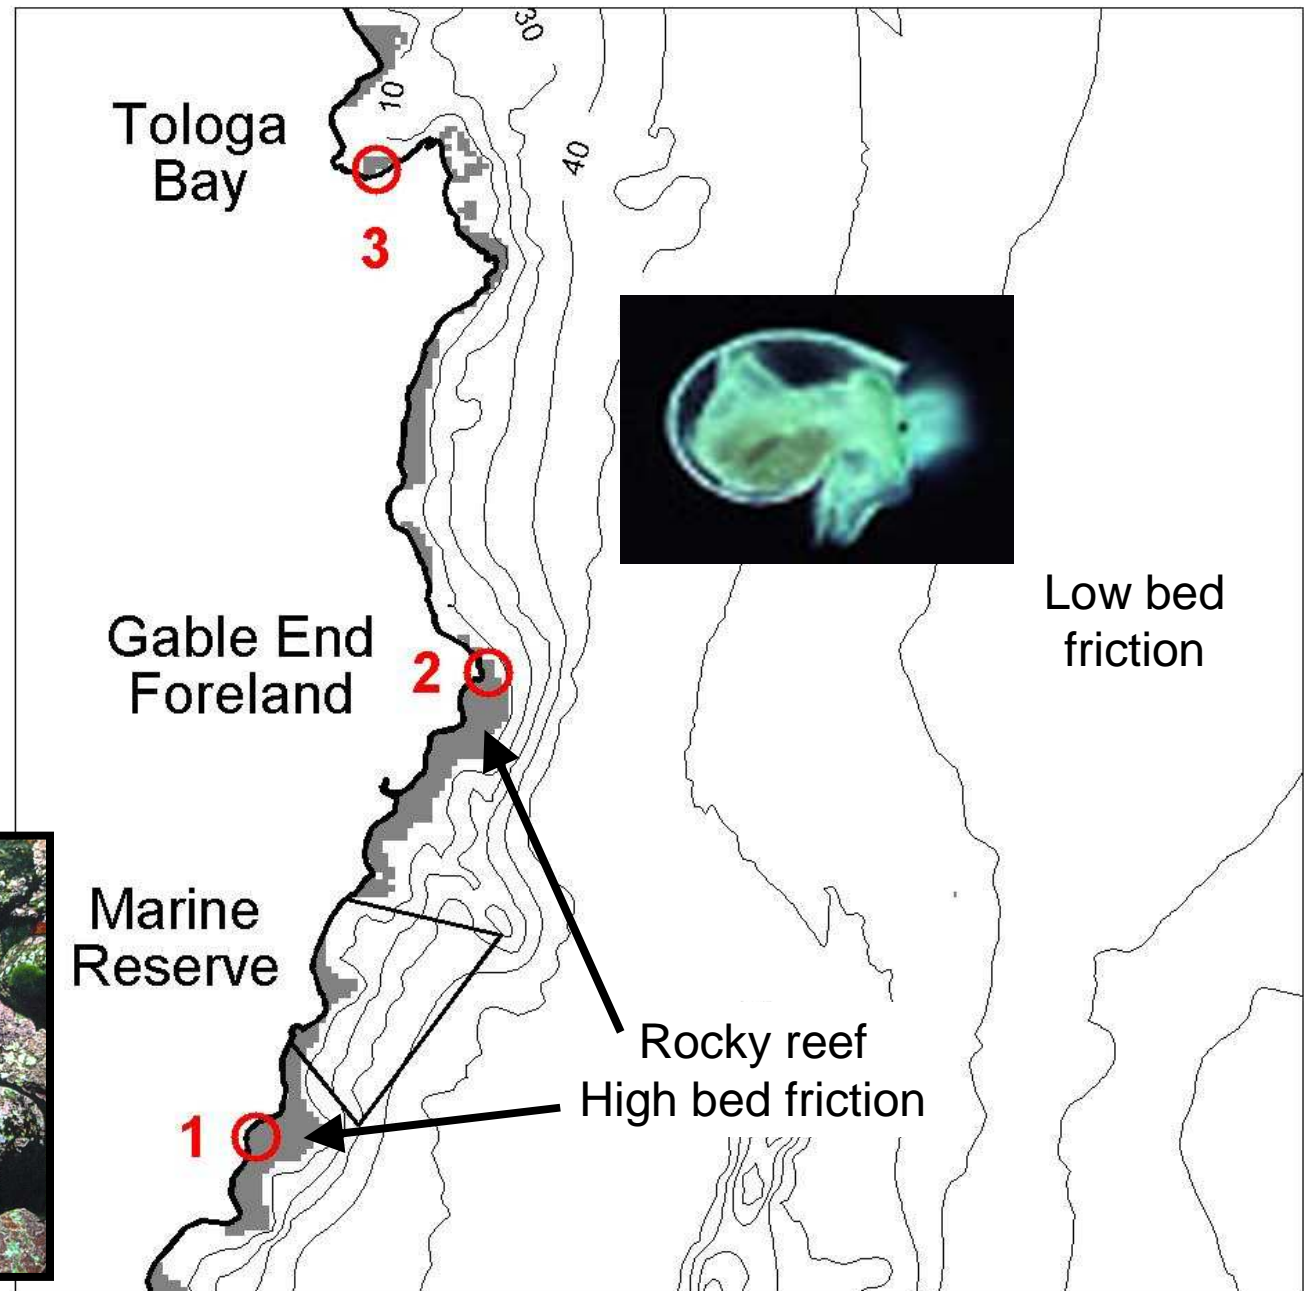 30
10
Tologa
Bay
40
3
Low bed
friction
Gable End
Foreland
2
Marine
Reserve
Rocky reef
High bed friction
1